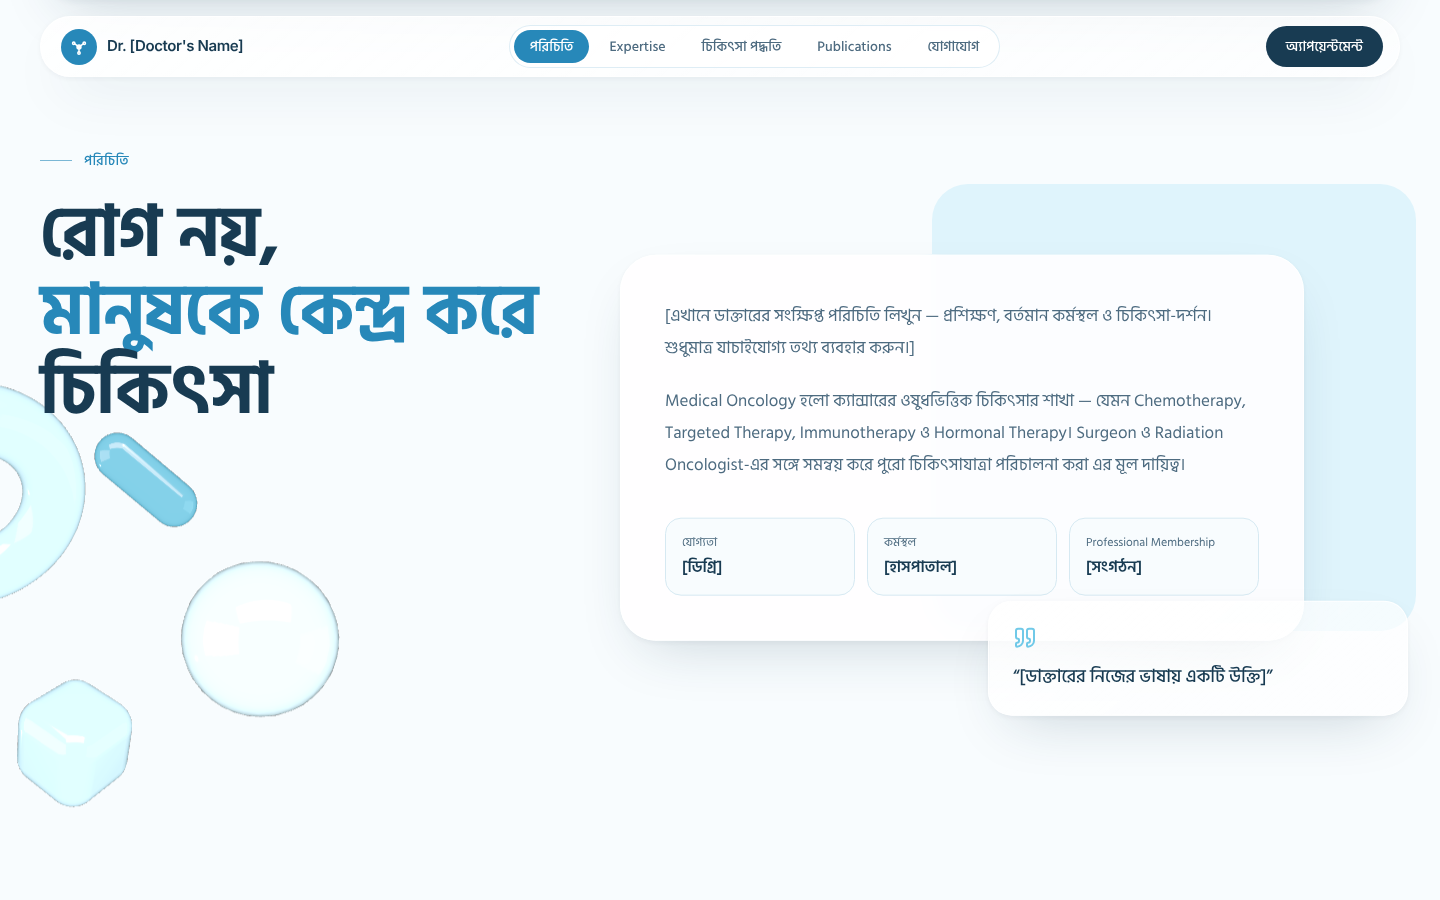 Dr. [Doctor's Name]
পরিচিতি
Expertise
চিকিৎসা পদ্ধতি
Publications
যোগাযোগ
অ্যাপয়েন্টমেন্ট
পরিচিতি
রোগ নয়,
মানুষকে কেন্দ্র করে
চিকিৎসা
[এখানে ডাক্তারের সংক্ষিপ্ত পরিচিতি লিখুন — প্রশিক্ষণ, বর্তমান কর্মস্থল ও চিকিৎসা-দর্শন।
শুধুমাত্র যাচাইযোগ্য তথ্য ব্যবহার করুন।]
Medical Oncology হলো ক্যান্সারের ওষুধভিত্তিক চিকিৎসার শাখা — যেমন Chemotherapy,
Targeted Therapy, Immunotherapy ও Hormonal Therapy। Surgeon ও Radiation
Oncologist-এর সঙ্গে সমন্বয় করে পুরো চিকিৎসাযাত্রা পরিচালনা করা এর মূল দায়িত্ব।
যোগ্যতা
[ডিগ্রি]
কর্মস্থল
[হাসপাতাল]
Professional Membership
[সংগঠন]
“[ডাক্তারের নিজের ভাষায় একটি উক্তি]”